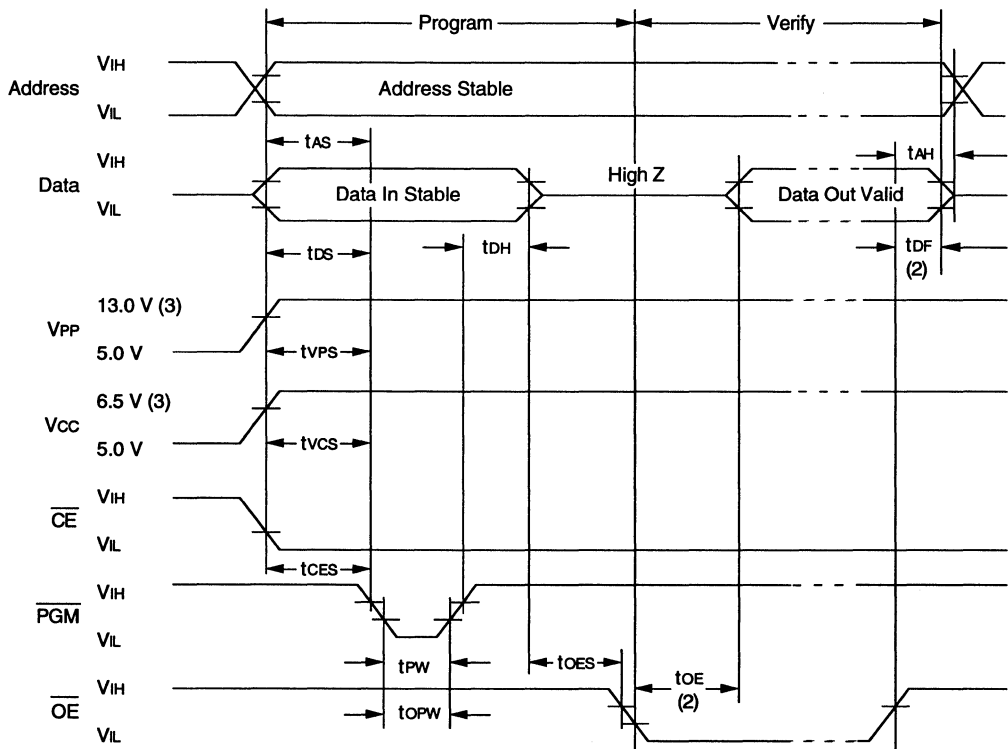 Program Verify
Address VIH VIL Address Stable
tAS tAH
Data VIH VIL Data In Stable High Z Data Out Valid
tDS tDH tDF
(2)
VPP 13.0 V (3) 5.0 V tVPS
VCC 6.5 V (3) 5.0 V tVCS
CE VIH VIL tCES
PGM VIH VIL tPW
tOES tOE
(2)
OE VIH VIL tOPW